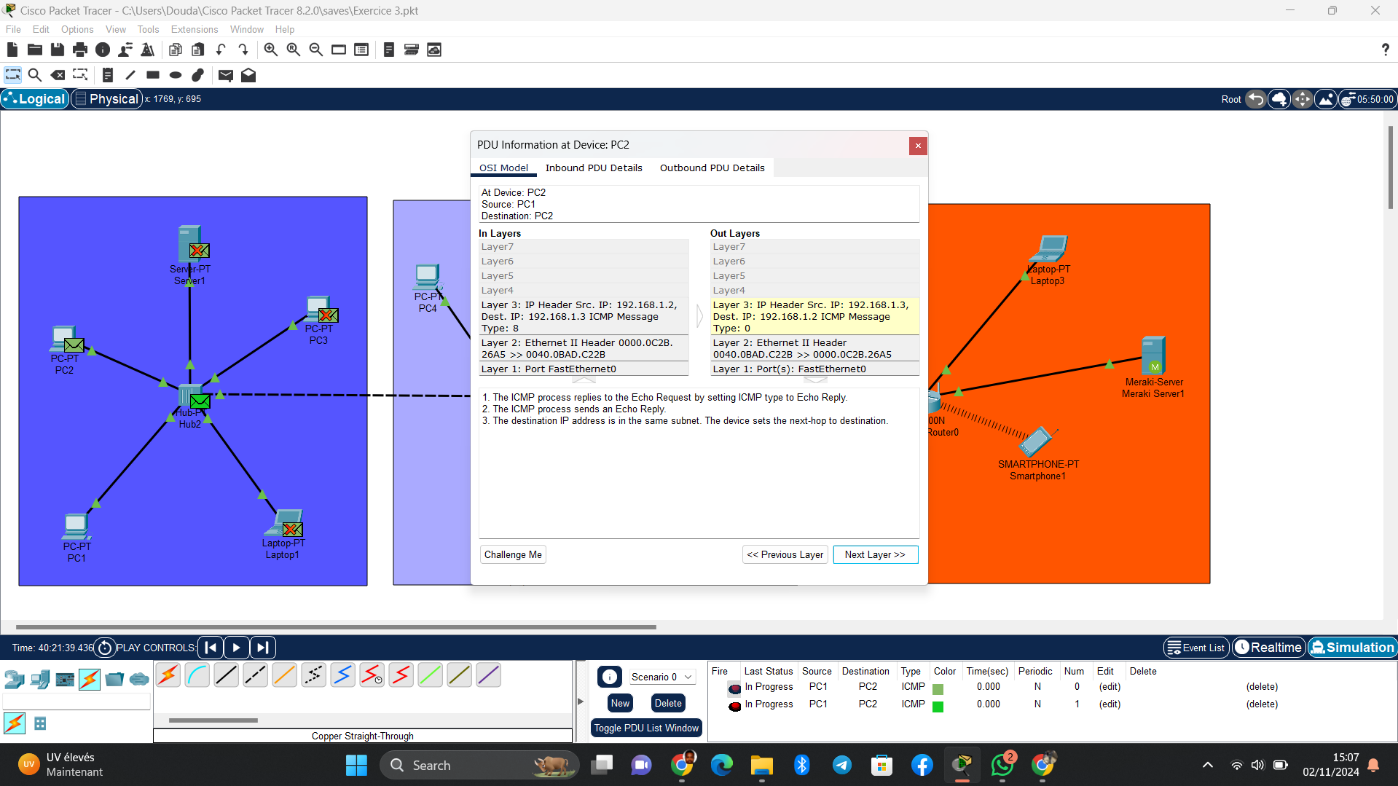 Cisco Packet Tracer - C:\Users\Douda\Cisco Packet Tracer 8.2.0\saves\Exercice 3.pkt
File Edit Options View Tools Extensions Window Help
?
Logical Physical x: 1769, y: 695
Root 05:50:00
PDU Information at Device: PC2
OSI Model Inbound PDU Details Outbound PDU Details
At Device: PC2
Source: PC1
Destination: PC2
In Layers
Layer7
Layer6
Layer5
Layer4
Layer 3: IP Header Src. IP: 192.168.1.2,
Dest. IP: 192.168.1.3 ICMP Message
Type: 8
Layer 2: Ethernet II Header 0000.0C2B.
26A5 >> 0040.0BAD.C22B
Layer 1: Port FastEthernet0
Out Layers
Layer7
Layer6
Layer5
Layer4
Layer 3: IP Header Src. IP: 192.168.1.3,
Dest. IP: 192.168.1.2 ICMP Message
Type: 0
Layer 2: Ethernet II Header
0040.0BAD.C22B >> 0000.0C2B.26A5
Layer 1: Port(s): FastEthernet0
1. The ICMP process replies to the Echo Request by setting ICMP type to Echo Reply.
2. The ICMP process sends an Echo Reply.
3. The destination IP address is in the same subnet. The device sets the next-hop to destination.
Challenge Me << Previous Layer Next Layer >>
Server-PT
Server1
PC-PT
PC3
PC-PT
PC2
Hub-P
Hub2
PC-PT
PC1
Laptop-PT
Laptop1
PC-PT
PC4
Laptop-PT
Laptop3
M
Meraki-Server
Meraki Server1
00N
Router0
SMARTPHONE-PT
Smartphone1
Time: 40:21:39.436 PLAY CONTROLS:
Event List Realtime Simulation
Copper Straight-Through
Scenario 0
New Delete
Toggle PDU List Window
Fire Last Status Source Destination Type Color Time(sec) Periodic Num Edit Delete
In Progress PC1 PC2 ICMP 0.000 N 0 (edit) (delete)
In Progress PC1 PC2 ICMP 0.000 N 1 (edit) (delete)
UV
UV élevés
Maintenant
Search
2
15:07
02/11/2024